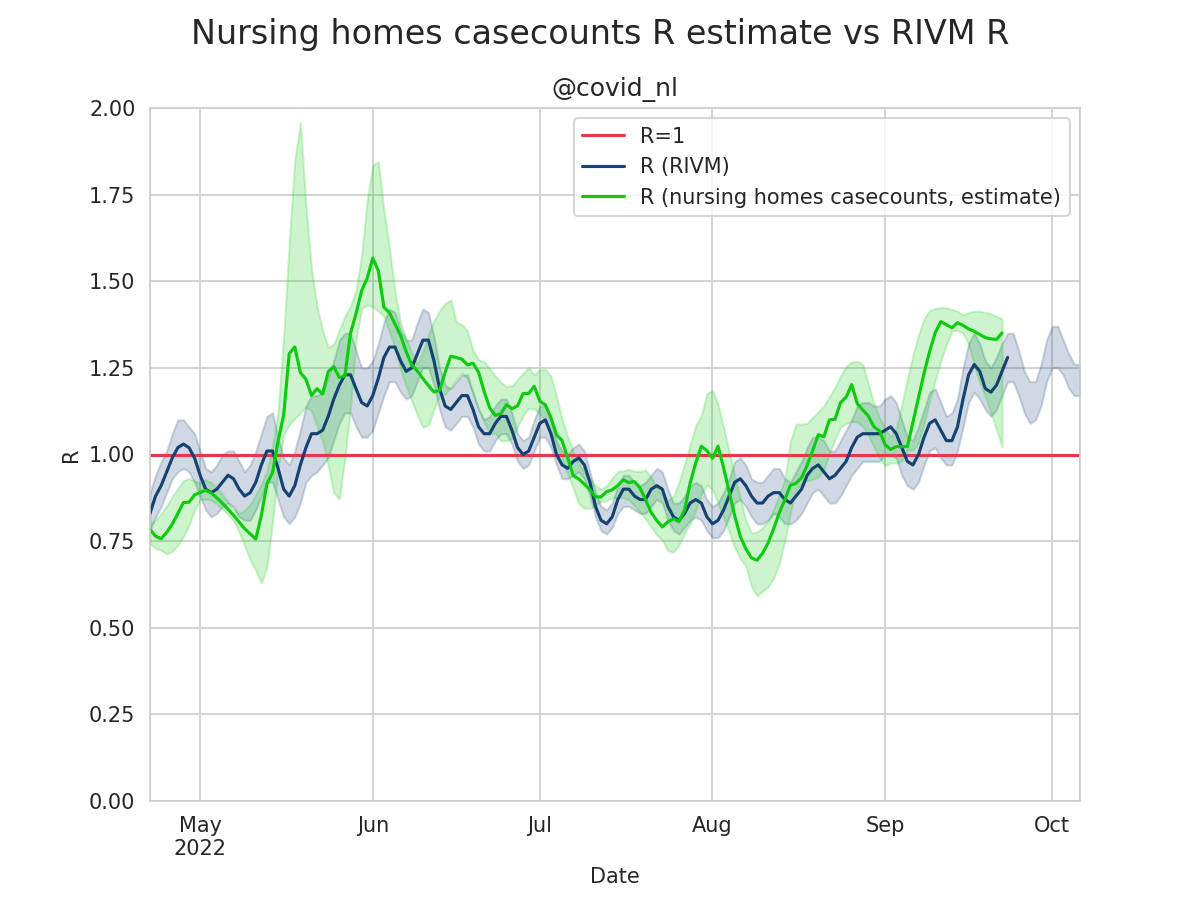 Nursing homes casecounts R estimate vs RIVM R
@covid_nl
2.00
1.75
1.50
1.25
1.00
0.75
0.50
0.25
0.00
R
R=1
R (RIVM)
R (nursing homes casecounts, estimate)
May
2022
Jun
Jul
Aug
Sep
Oct
Date